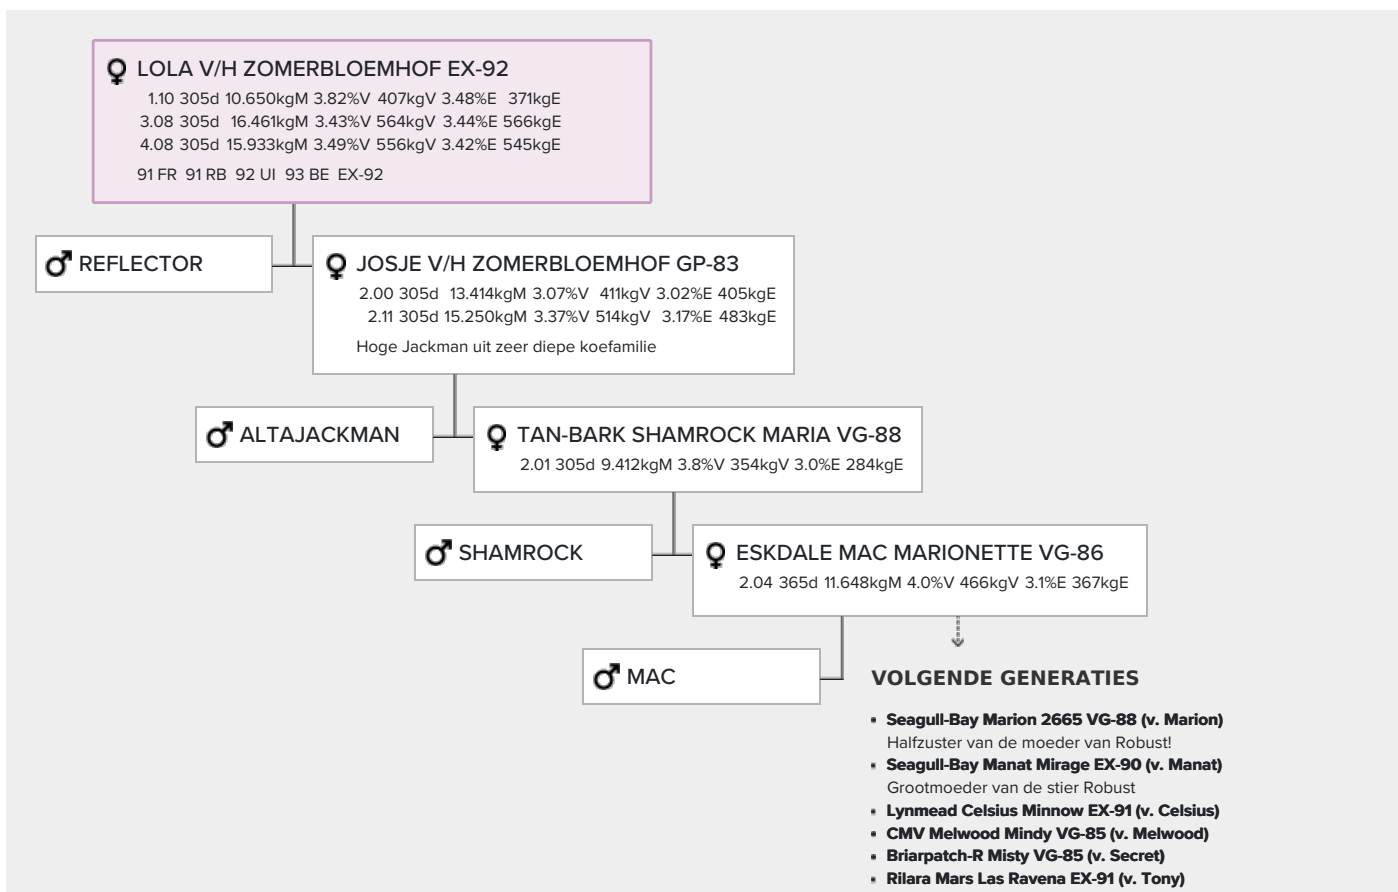 LOLA V/H ZOMERBLOEMHOF EX-92
1.10 305d 10.650kgM 3.82%V 407kgV 3.48%E 371kgE
3.08 305d 16.461kgM 3.43%V 564kgV 3.44%E 566kgE
4.08 305d 15.933kgM 3.49%V 556kgV 3.42%E 545kgE
91 FR 91 RB 92 UI 93 BE EX-92
REFLECTOR
JOSJE V/H ZOMERBLOEMHOF GP-83
2.00 305d 13.414kgM 3.07%V 411kgV 3.02%E 405kgE
2.11 305d 15.250kgM 3.37%V 514kgV 3.17%E 483kgE
Hoge Jackman uit zeer diepe koefamilie
ALTAJACKMAN
TAN-BARK SHAMROCK MARIA VG-88
2.01 305d 9.412kgM 3.8%V 354kgV 3.0%E 284kgE
SHAMROCK
ESKDALE MAC MARIONETTE VG-86
2.04 365d 11.648kgM 4.0%V 466kgV 3.1%E 367kgE
MAC
VOLGENDE GENERATIES
• Seagull-Bay Marion 2665 VG-88 (v. Marion)
Halfzuster van de moeder van Robust!
• Seagull-Bay Manat Mirage EX-90 (v. Manat)
Grootmoeder van de stier Robust
• Lynmead Celsius Minnow EX-91 (v. Celsius)
• CMV Melwood Mindy VG-85 (v. Melwood)
• Briarpatch-R Misty VG-85 (v. Secret)
• Rilara Mars Las Ravena EX-91 (v. Tony)